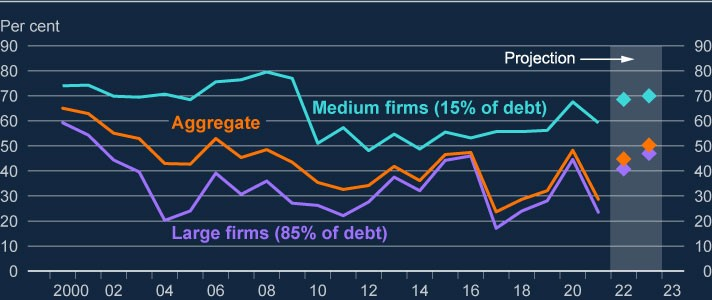 Per cent
90 90
Projection
80 80
70 70
Medium firms (15% of debt)
60 Aggregate 60
50 50
40 40
30 30
20 20
Large firms (85% of debt)
10 10
0 0
2000 02 04 06 08 10 12 14 16 18 20 22 23